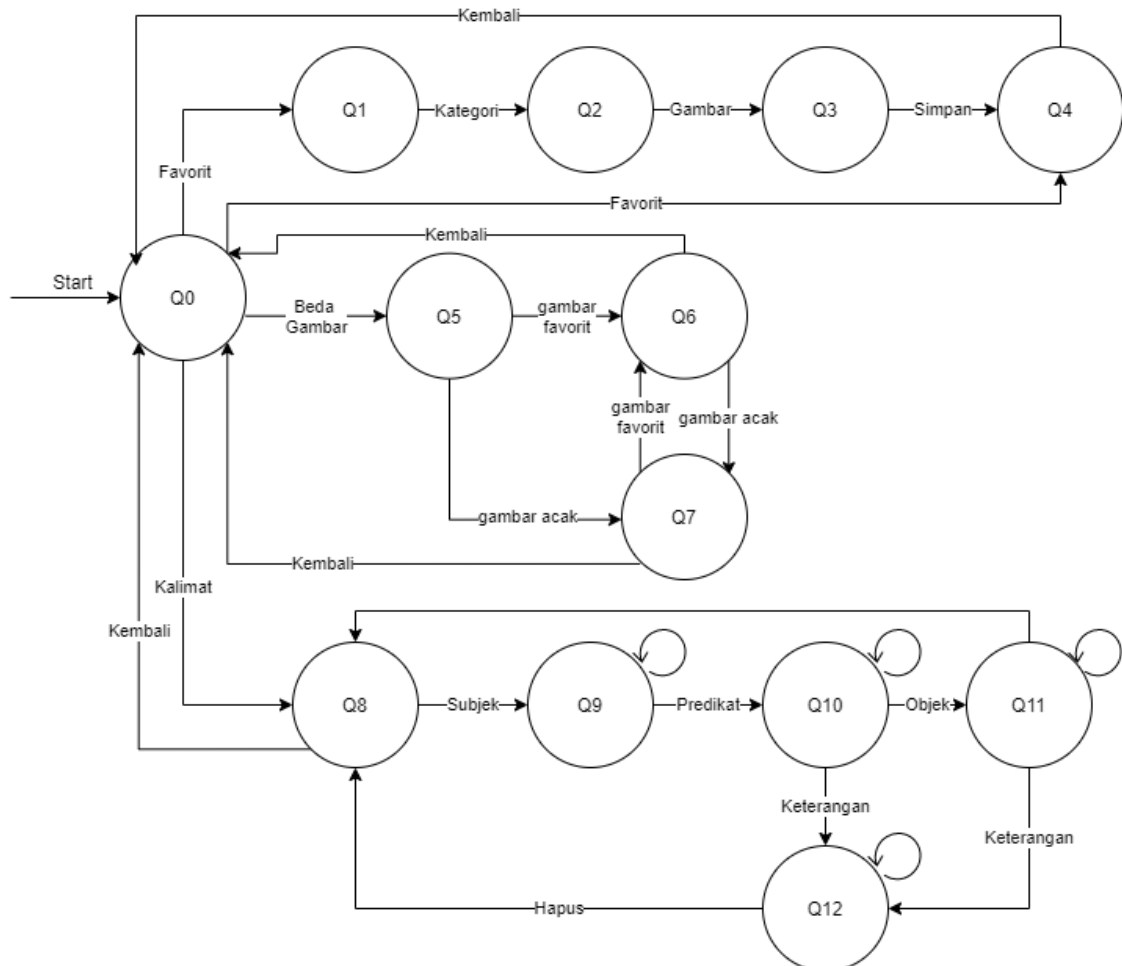 Kembali
Q1
Kategori
Q2
Gambar
Q3
Simpan
Q4
Favorit
Favorit
Kembali
Start
Q0
Beda
Gambar
Q5
gambar
favorit
Q6
gambar
favorit
gambar acak
gambar acak
Q7
Kembali
Kalimat
Kembali
Q8
Subjek
Q9
Predikat
Q10
Objek
Q11
Keterangan
Keterangan
Hapus
Q12